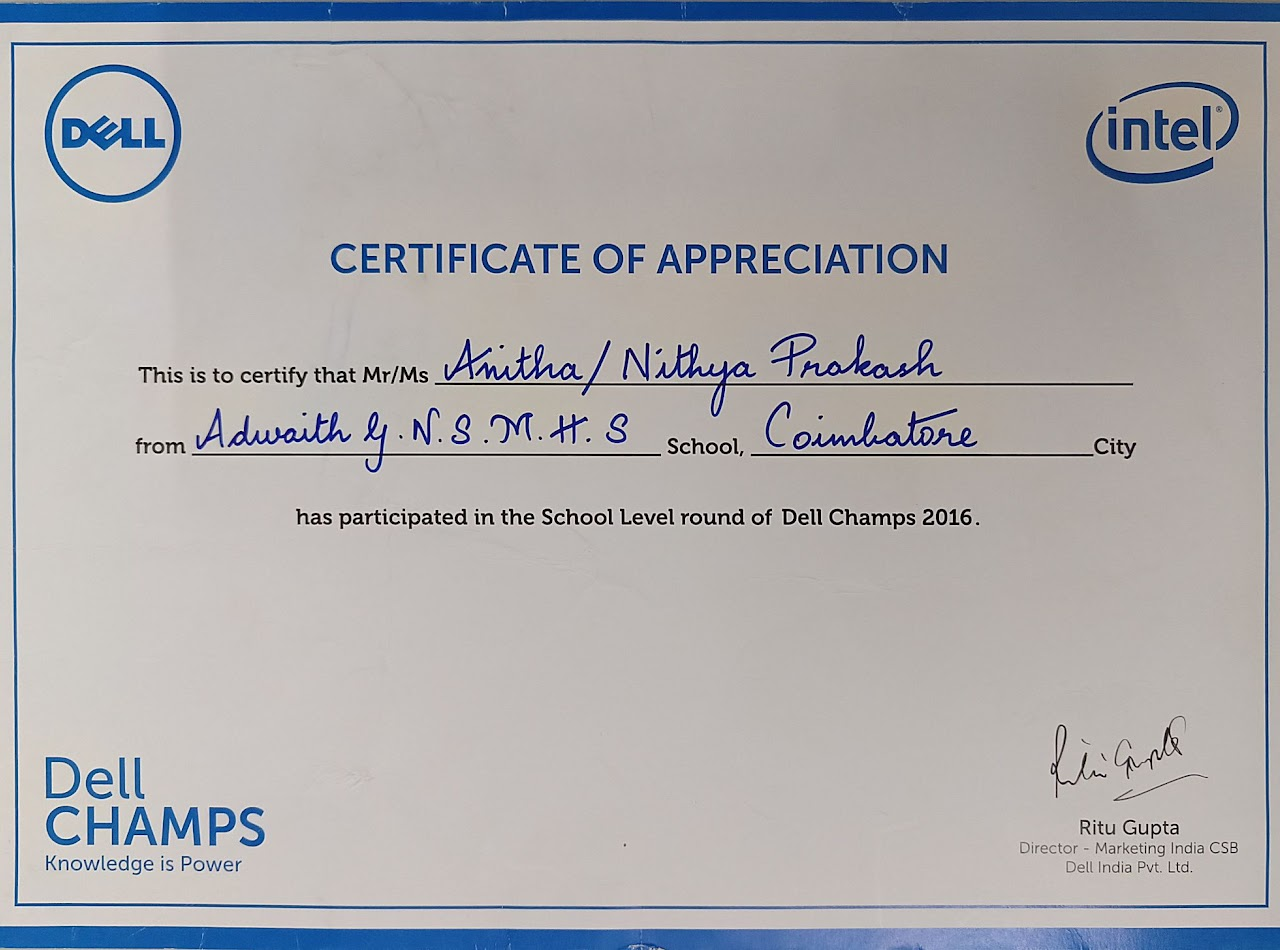 DELL
intel®
CERTIFICATE OF APPRECIATION
This is to certify that Mr/Ms Anitha / Nithya Prakash
from Adwaith G.N.S.M.H.S School, Coimbatore City
has participated in the School Level round of Dell Champs 2016.
Ritu Gupta
Ritu Gupta
Director - Marketing India CSB
Dell India Pvt. Ltd.
Dell
CHAMPS
Knowledge is Power